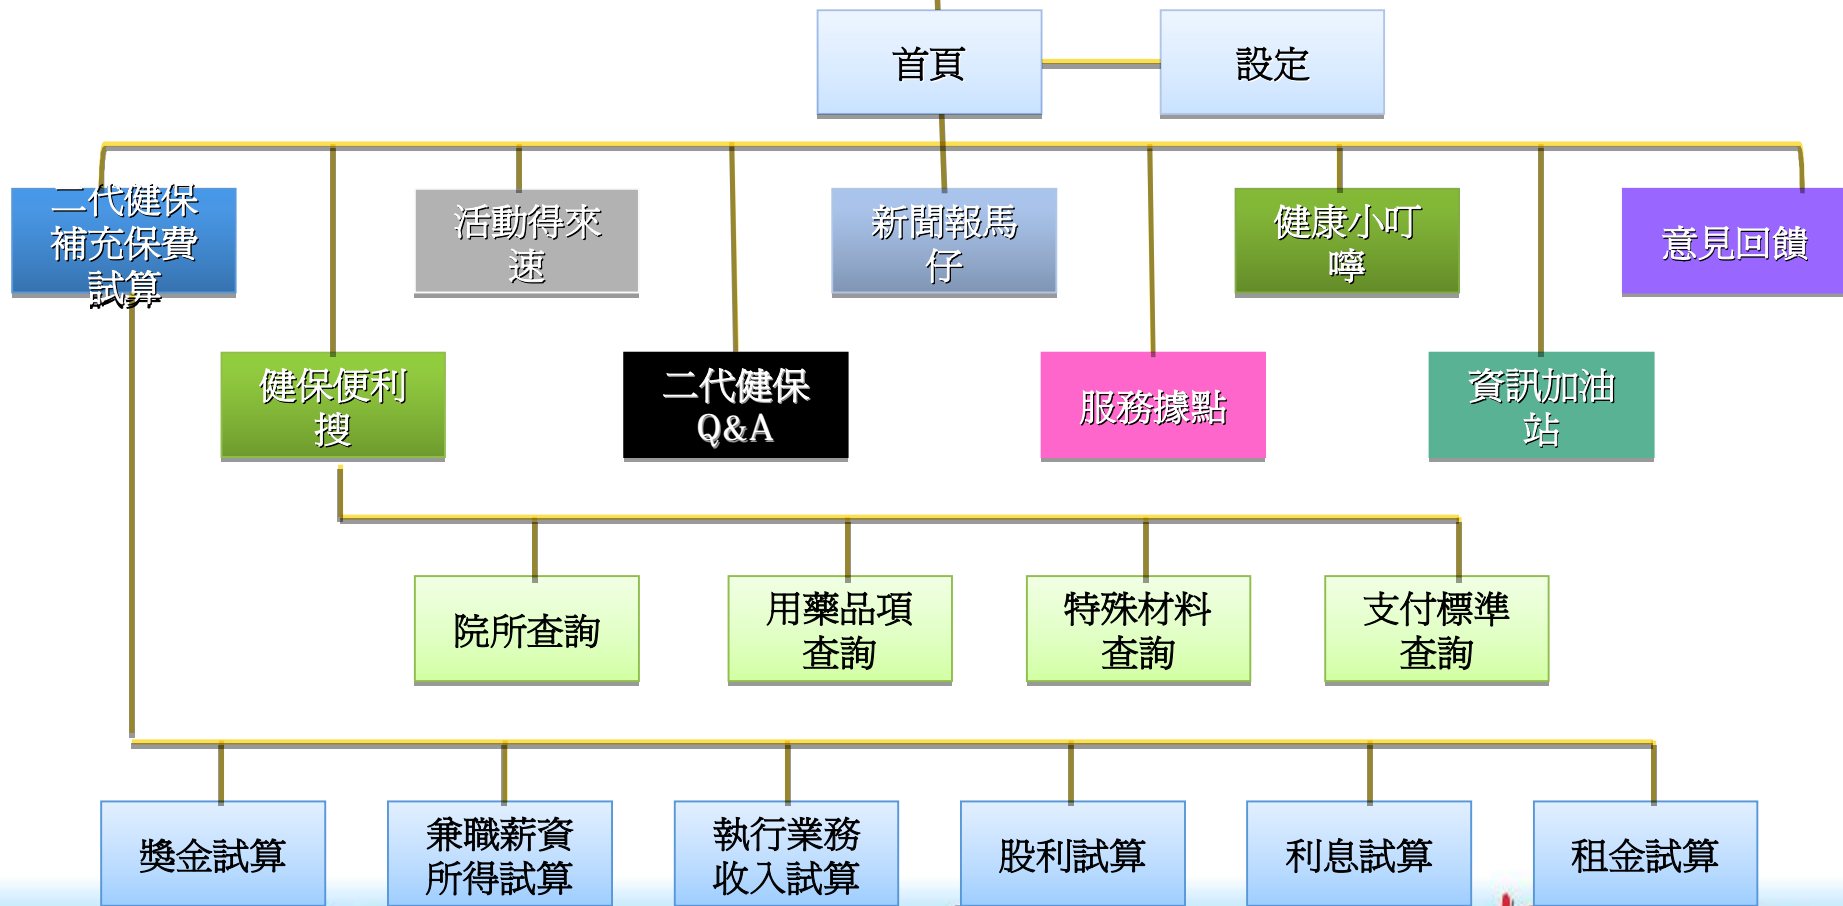 首頁
設定
二代健保
補充保費
試算
活動得來
速
新聞報馬
仔
健康小叮
嚀
意見回饋
健保便利
搜
二代健保
Q&A
服務據點
資訊加油
站
院所查詢
用藥品項
查詢
特殊材料
查詢
支付標準
查詢
獎金試算
兼職薪資
所得試算
執行業務
收入試算
股利試算
利息試算
租金試算